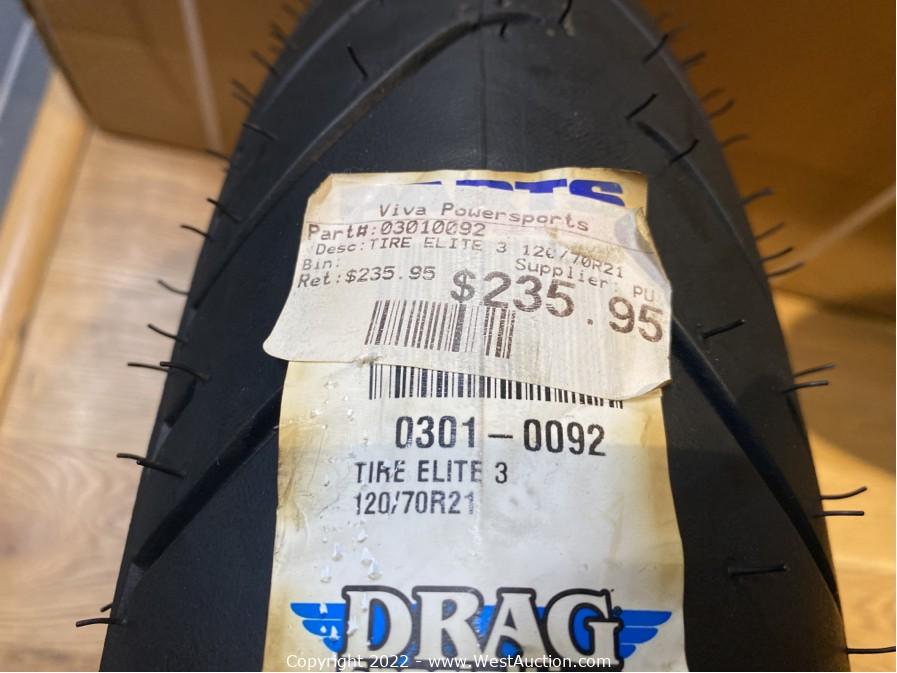 PARTS
Viva Powersports
Part#:03010092
Desc:TIRE ELITE 3 120/70R21
Bin:
Supplier: PU
Ret:$235.95
$235.95
0301-0092
TIRE ELITE 3
120/70R21
DRAG
Copyright 2022 - www.WestAuction.com